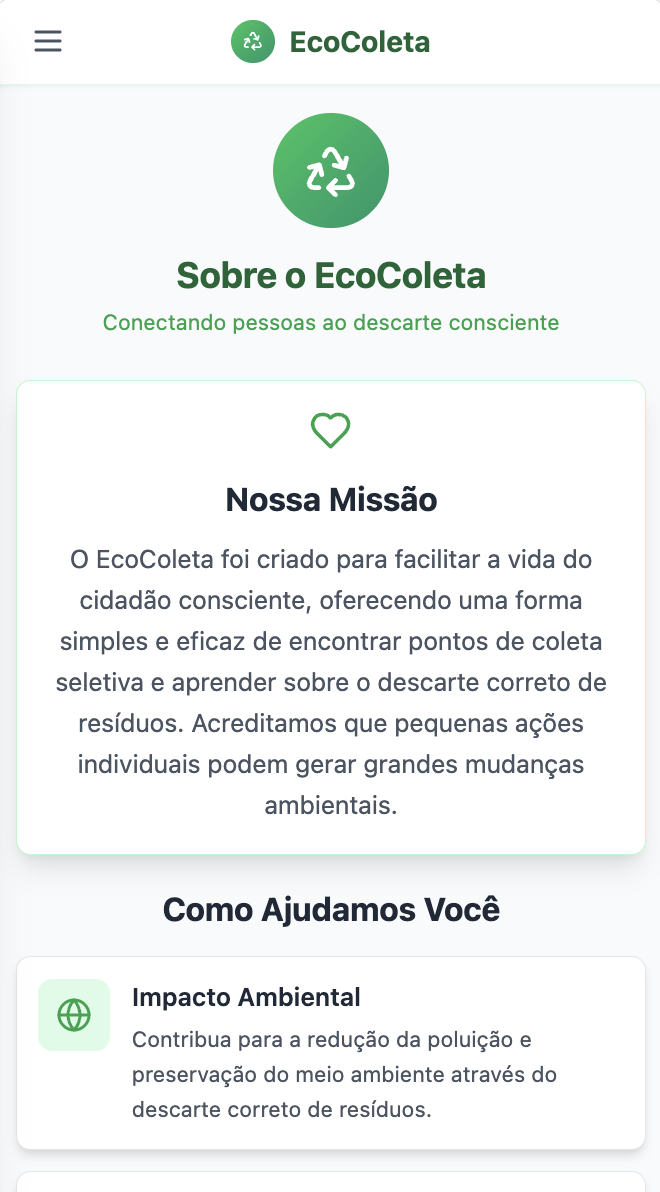 EcoColeta
Sobre o EcoColeta
Conectando pessoas ao descarte consciente
Nossa Missão
O EcoColeta foi criado para facilitar a vida do
cidadão consciente, oferecendo uma forma
simples e eficaz de encontrar pontos de coleta
seletiva e aprender sobre o descarte correto de
resíduos. Acreditamos que pequenas ações
individuais podem gerar grandes mudanças
ambientais.
Como Ajudamos Você
Impacto Ambiental
Contribua para a redução da poluição e
preservação do meio ambiente através do
descarte correto de resíduos.